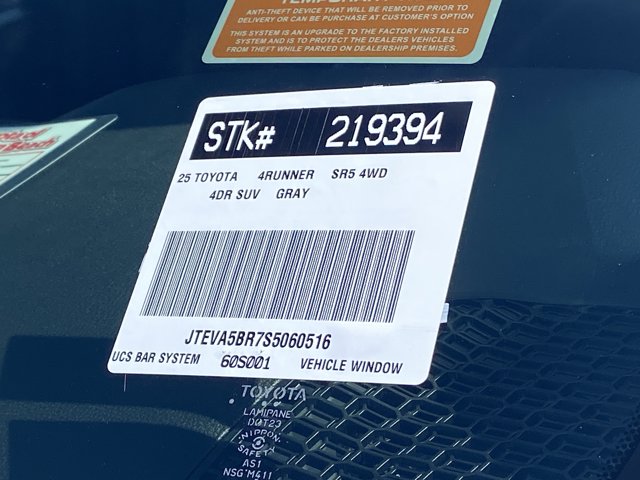 ANTI-THEFT DEVICE THAT WILL BE REMOVED PRIOR TO
DELIVERY OR CAN BE PURCHASE AT CUSTOMER'S OPTION
THIS SYSTEM IS AN UPGRADE TO THE FACTORY INSTALLED
SYSTEM AND IS TO PROTECT THE DEALERS VEHICLES
FROM THEFT WHILE PARKED ON DEALERSHIP PREMISES.
STK# 219394
25 TOYOTA 4RUNNER SR5 4WD
4DR SUV GRAY
JTEVA5BR7S5060516
UCS BAR SYSTEM 60S001 VEHICLE WINDOW
TOYOTA
LAMIPANE
DOT23
NIPPON
SAFETY
AS1
NSG M411